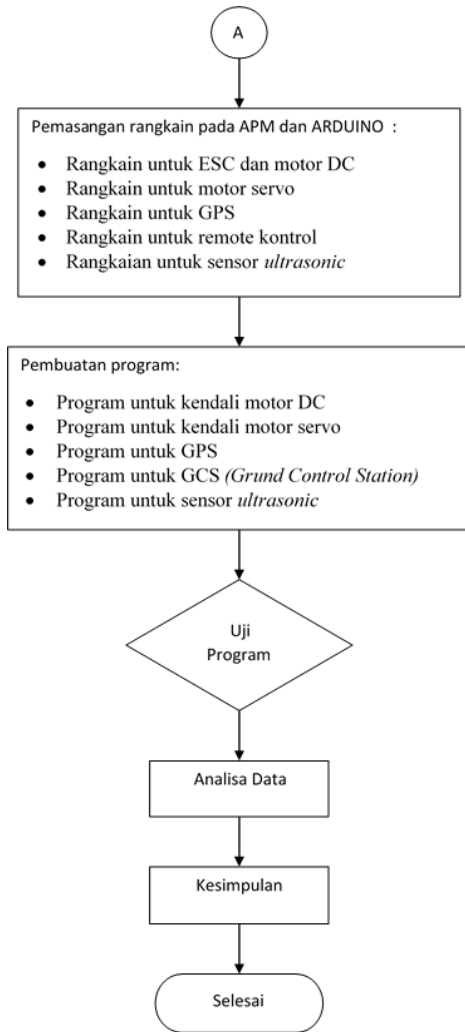 A
Pemasangan rangkain pada APM dan ARDUINO :
• Rangkain untuk ESC dan motor DC
• Rangkain untuk motor servo
• Rangkain untuk GPS
• Rangkain untuk remote kontrol
• Rangkaian untuk sensor ultrasonic
Pembuatan program:
• Program untuk kendali motor DC
• Program untuk kendali motor servo
• Program untuk GPS
• Program untuk GCS (Grund Control Station)
• Program untuk sensor ultrasonic
Uji
Program
Analisa Data
Kesimpulan
Selesai